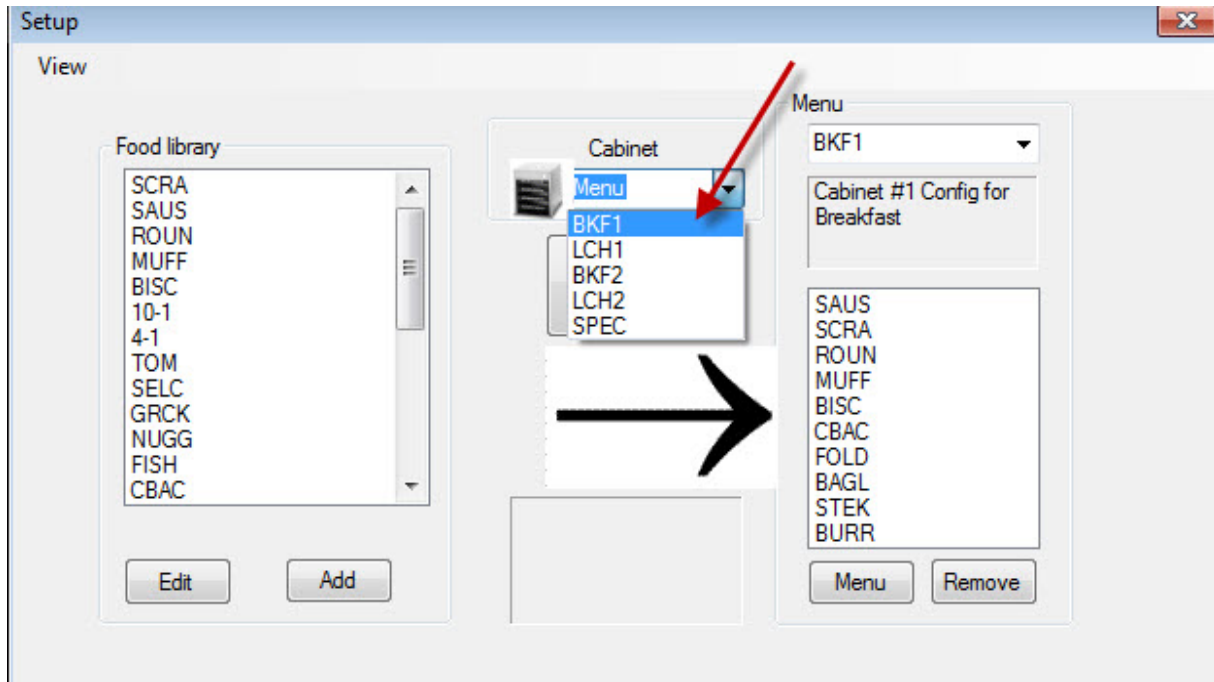 Setup
View
Food library
SCRA
SAUS
ROUN
MUFF
BISC
10-1
4-1
TOM
SELC
GRCK
NUGG
FISH
CBAC
Edit
Add
Cabinet
Menu
BKF1
LCH1
BKF2
LCH2
SPEC
Menu
BKF1
Cabinet #1 Config for
Breakfast
SAUS
SCRA
ROUN
MUFF
BISC
CBAC
FOLD
BAGL
STEK
BURR
Menu
Remove